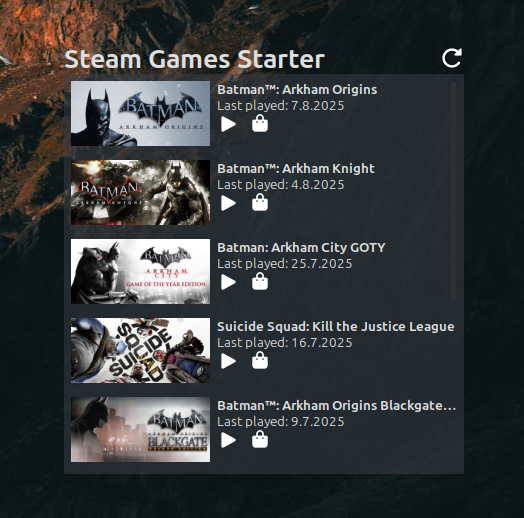 Steam Games Starter
BATMAN
ARKHAM ORIGINS
Batman™: Arkham Origins
Last played: 7.8.2025
BATMAN
ARKHAM KNIGHT
Batman™: Arkham Knight
Last played: 4.8.2025
BATMAN
ARKHAM
CITY
GAME OF THE YEAR EDITION
Batman: Arkham City GOTY
Last played: 25.7.2025
SUICIDE
SQUAD
Suicide Squad: Kill the Justice League
Last played: 16.7.2025
BATMAN
ARKHAM ORIGINS
BLACKGATE
DELUXE EDITION
Batman™: Arkham Origins Blackgate...
Last played: 9.7.2025